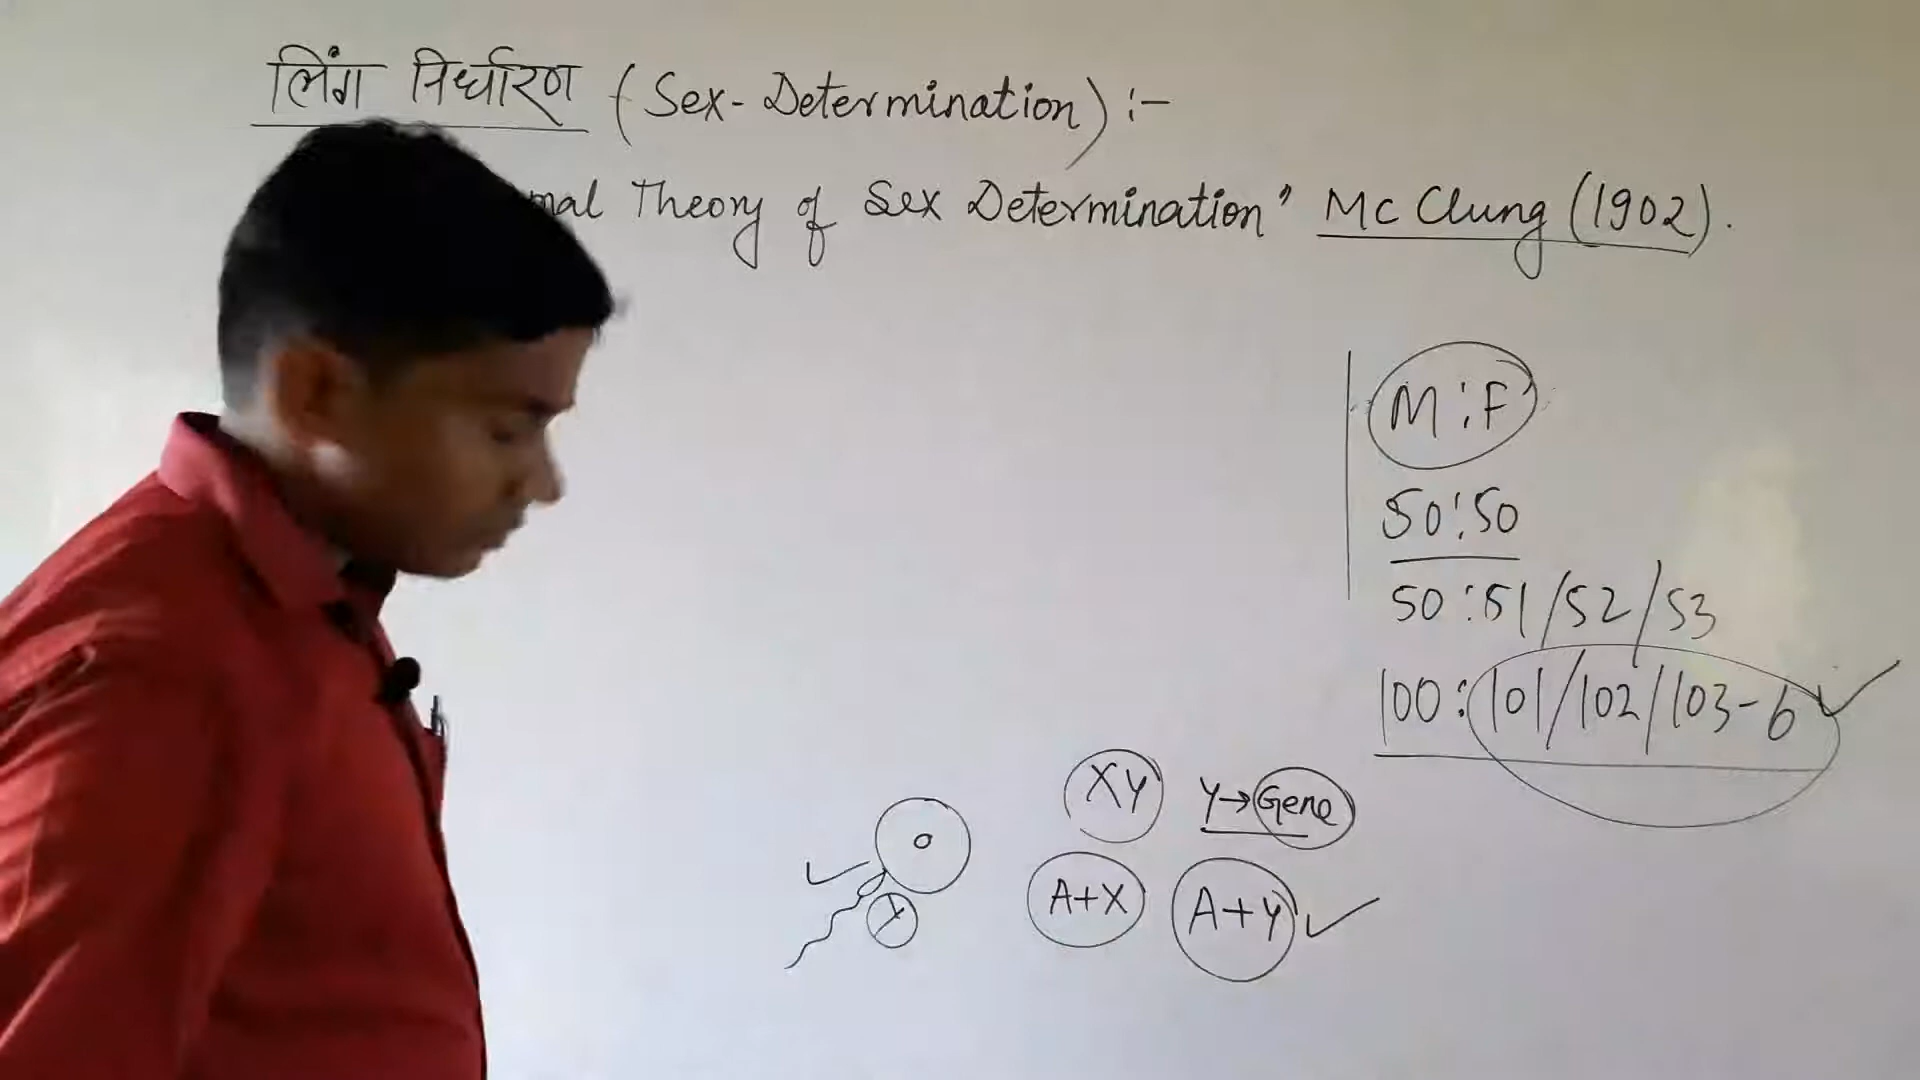 लिंग निर्धारण (Sex-Determination) :-
Theory of Sex Determination" Mc Clung (1902).
M:F
50:50
50:51/52/53
100:101/102/103-6
XY Y→Gene
A+X A+Y
Y